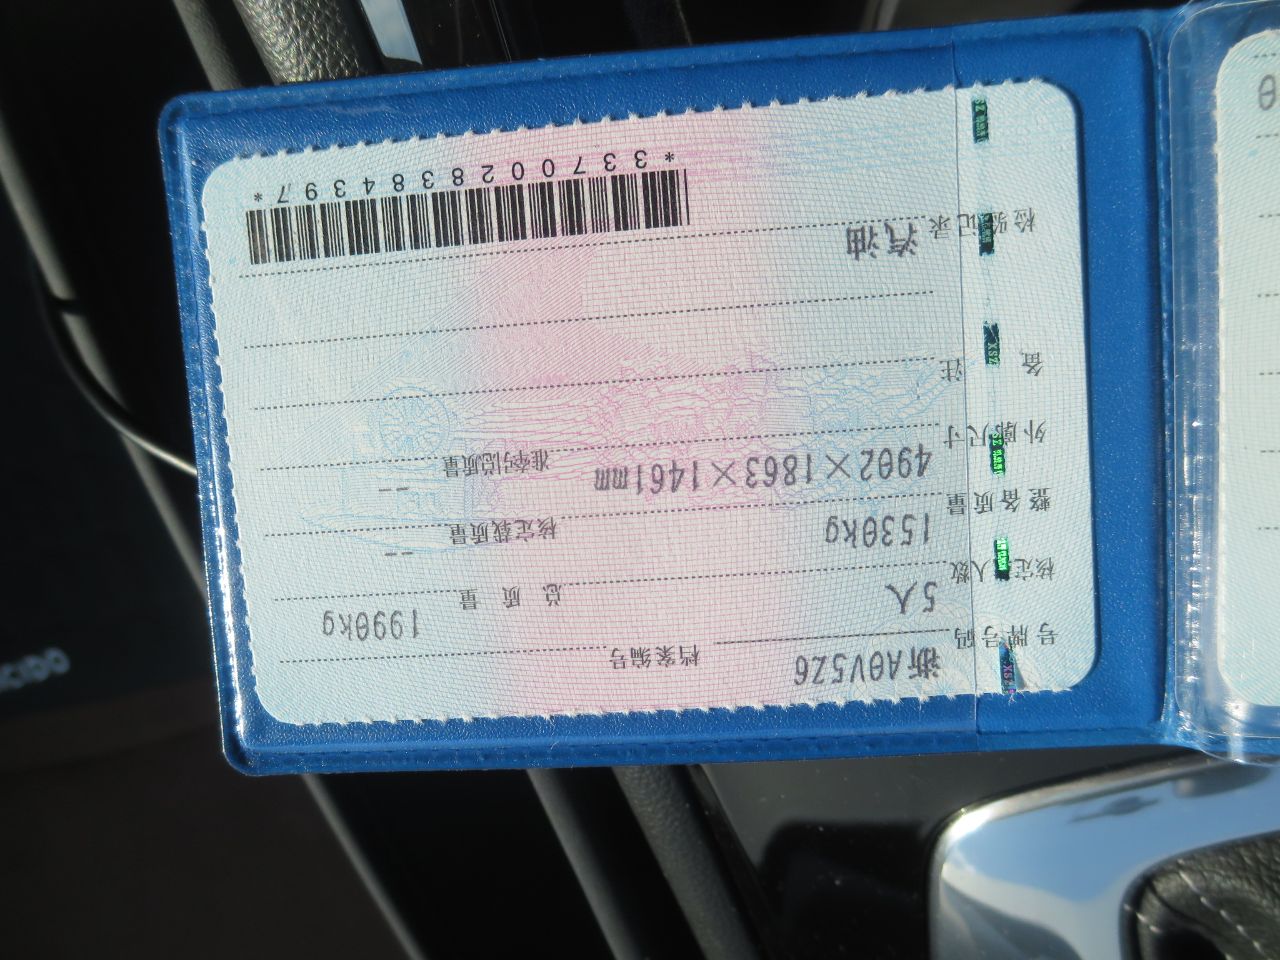 号牌号码 浙A0V5Z6 档案编号
核定人数 5人 总质量 1990kg
整备质量 1530kg 核定载质量 --
外廓尺寸 4902×1863×1461mm 准牵引总质量 --
备注
检验记录 汽油
*3370028384397*